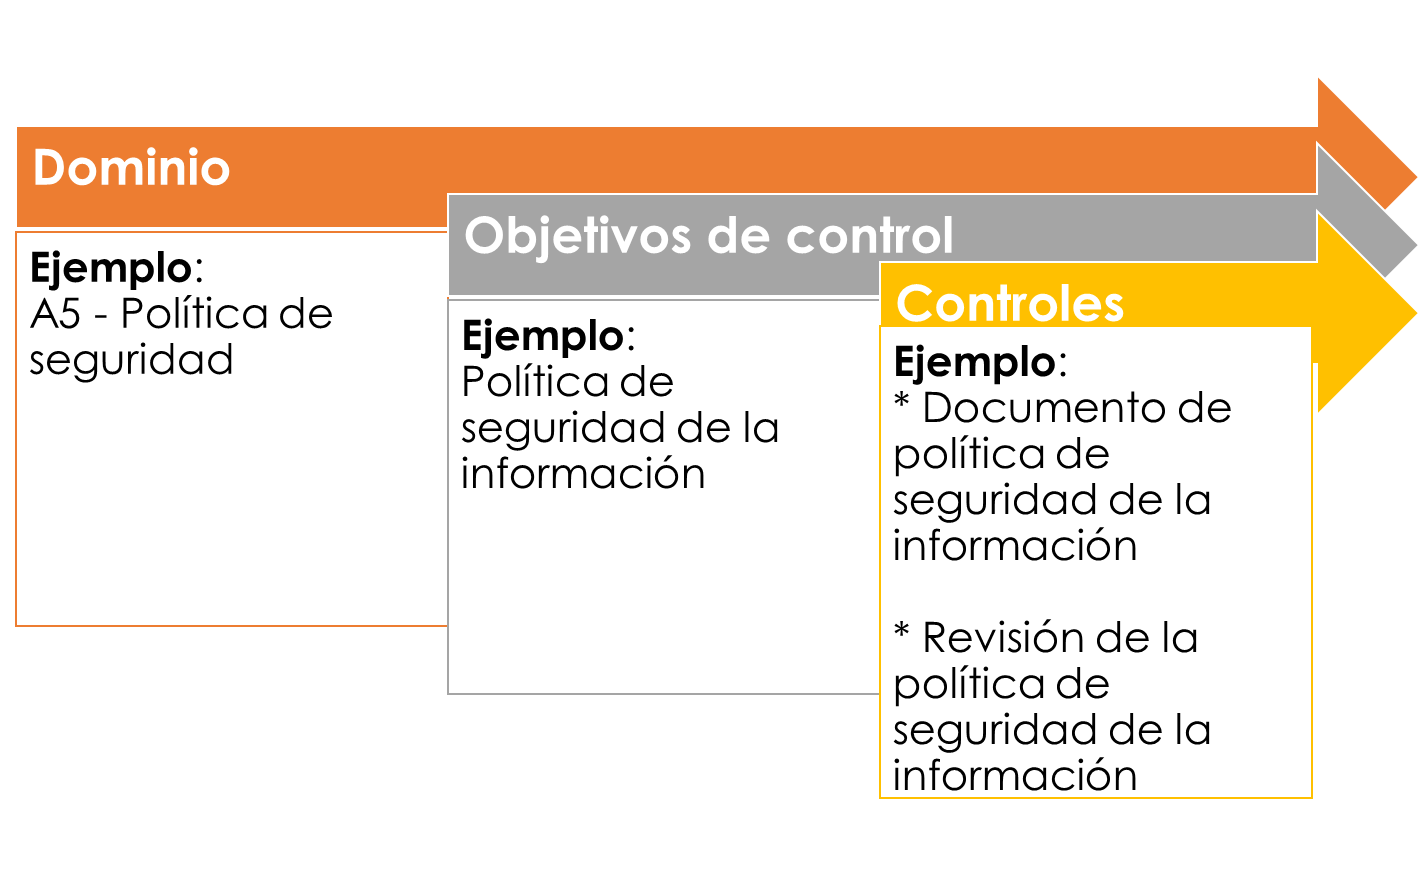 Dominio
Ejemplo:
A5 - Política de
seguridad
Objetivos de control
Ejemplo:
Política de
seguridad de la
información
Controles
Ejemplo:
* Documento de
política de
seguridad de la
información
* Revisión de la
política de
seguridad de la
información